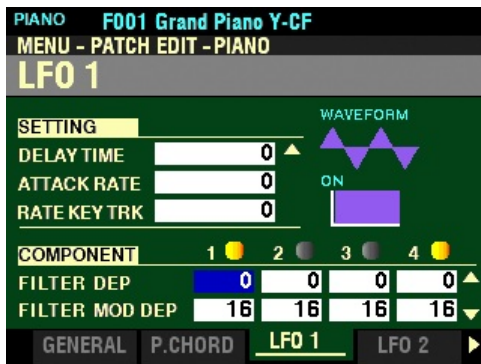 PIANO F001 Grand Piano Y-CF
MENU - PATCH EDIT - PIANO
LFO 1
WAVEFORM
SETTING
DELAY TIME 0
ATTACK RATE 0
ON
RATE KEY TRK 0
COMPONENT 1 2 3 4
FILTER DEP 0 0 0 0
FILTER MOD DEP 16 16 16 16
GENERAL P.CHORD LFO 1 LFO 2